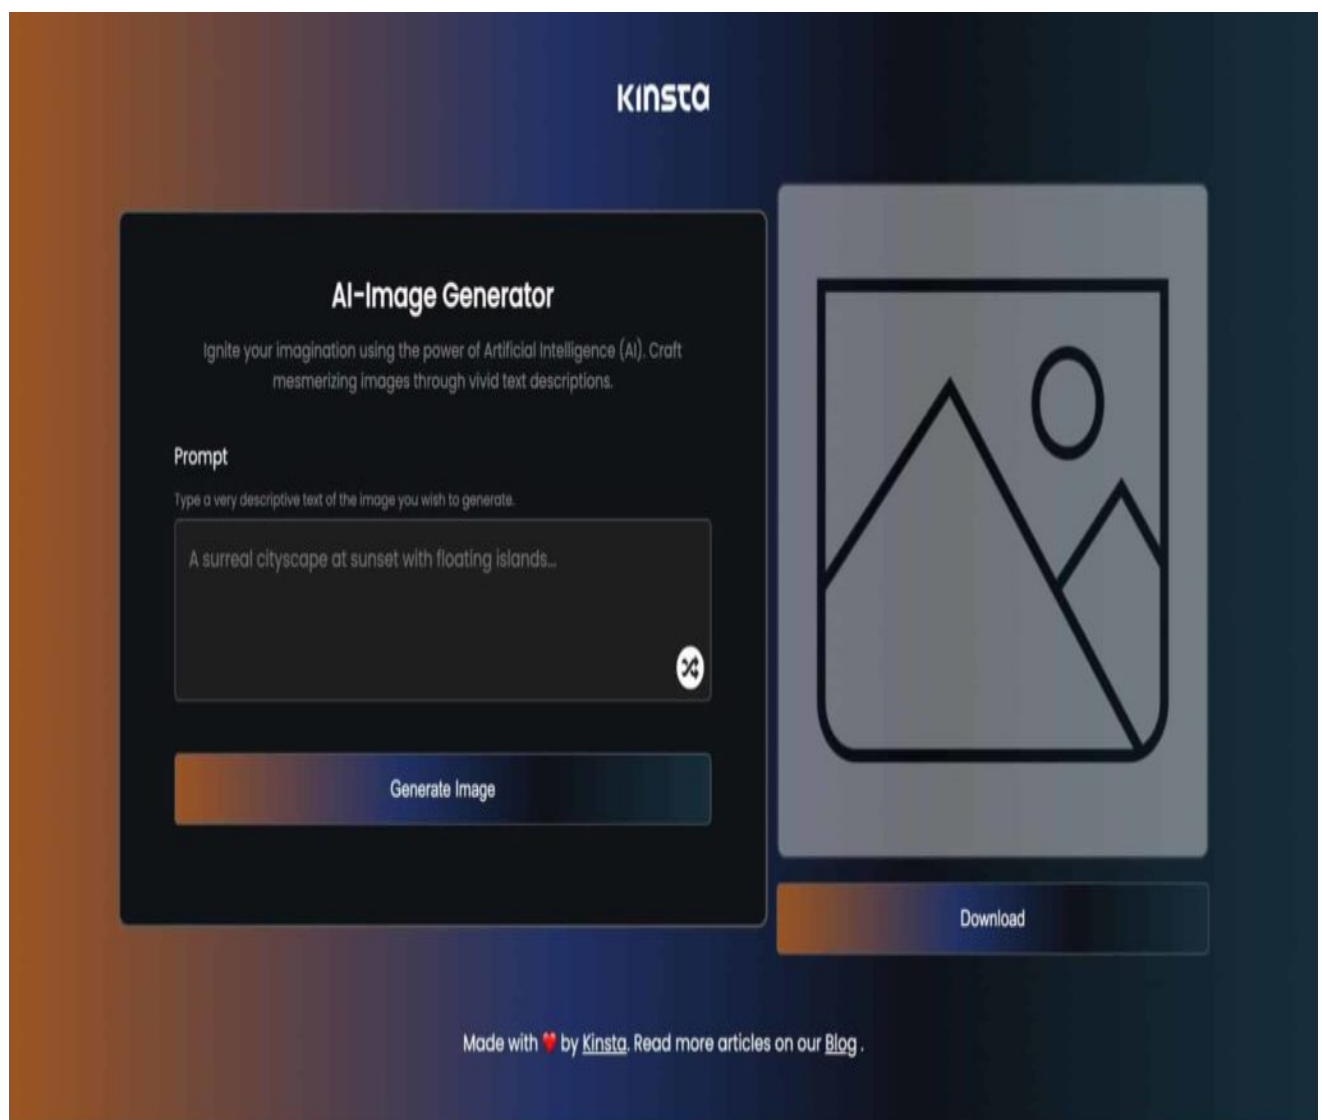 KINSTA
AI-Image Generator
Ignite your imagination using the power of Artificial Intelligence (AI). Craft
mesmerizing images through vivid text descriptions.
Prompt
Type a very descriptive text of the image you wish to generate.
A surreal cityscape at sunset with floating islands...
Generate Image
Download
Made with ❤️ by Kinsta. Read more articles on our Blog .